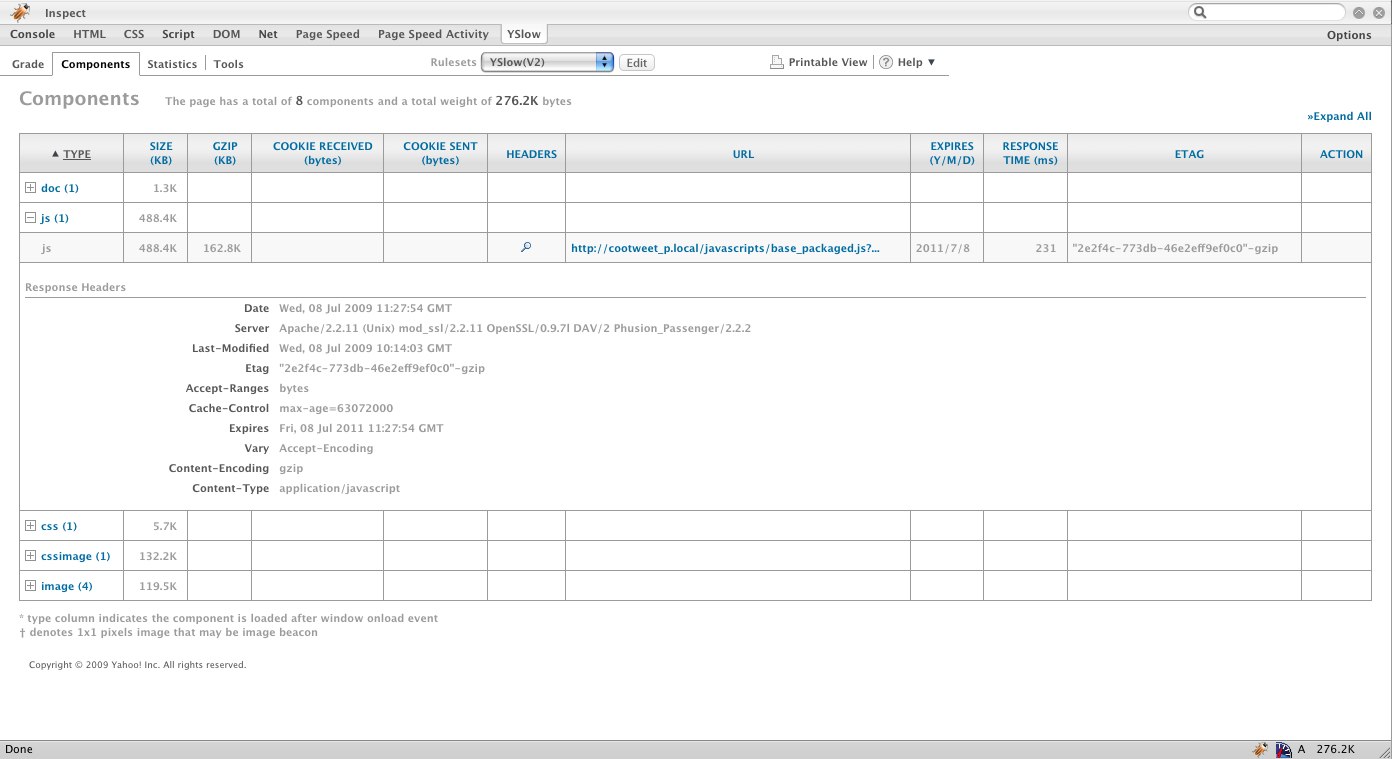 Inspect
Console HTML CSS Script DOM Net Page Speed Page Speed Activity YSlow Options
Grade Components Statistics Tools Rulesets YSlow(V2) Edit Printable View ? Help ▼
Components The page has a total of 8 components and a total weight of 276.2K bytes
»Expand All
▲ TYPE SIZE (KB) GZIP (KB) COOKIE RECEIVED (bytes) COOKIE SENT (bytes) HEADERS URL EXPIRES (Y/M/D) RESPONSE TIME (ms) ETAG ACTION
doc (1) 1.3K
js (1) 488.4K
js 488.4K 162.8K http://cootweet_p.local/javascripts/base_packaged.js?... 2011/7/8 231 "2e2f4c-773db-46e2eff9ef0c0"-gzip
Response Headers
Date Wed, 08 Jul 2009 11:27:54 GMT
Server Apache/2.2.11 (Unix) mod_ssl/2.2.11 OpenSSL/0.9.7l DAV/2 Phusion_Passenger/2.2.2
Last-Modified Wed, 08 Jul 2009 10:14:03 GMT
Etag "2e2f4c-773db-46e2eff9ef0c0"-gzip
Accept-Ranges bytes
Cache-Control max-age=63072000
Expires Fri, 08 Jul 2011 11:27:54 GMT
Vary Accept-Encoding
Content-Encoding gzip
Content-Type application/javascript
css (1) 5.7K
cssimage (1) 132.2K
image (4) 119.5K
* type column indicates the component is loaded after window onload event
† denotes 1x1 pixels image that may be image beacon
Copyright © 2009 Yahoo! Inc. All rights reserved.
Done A 276.2K